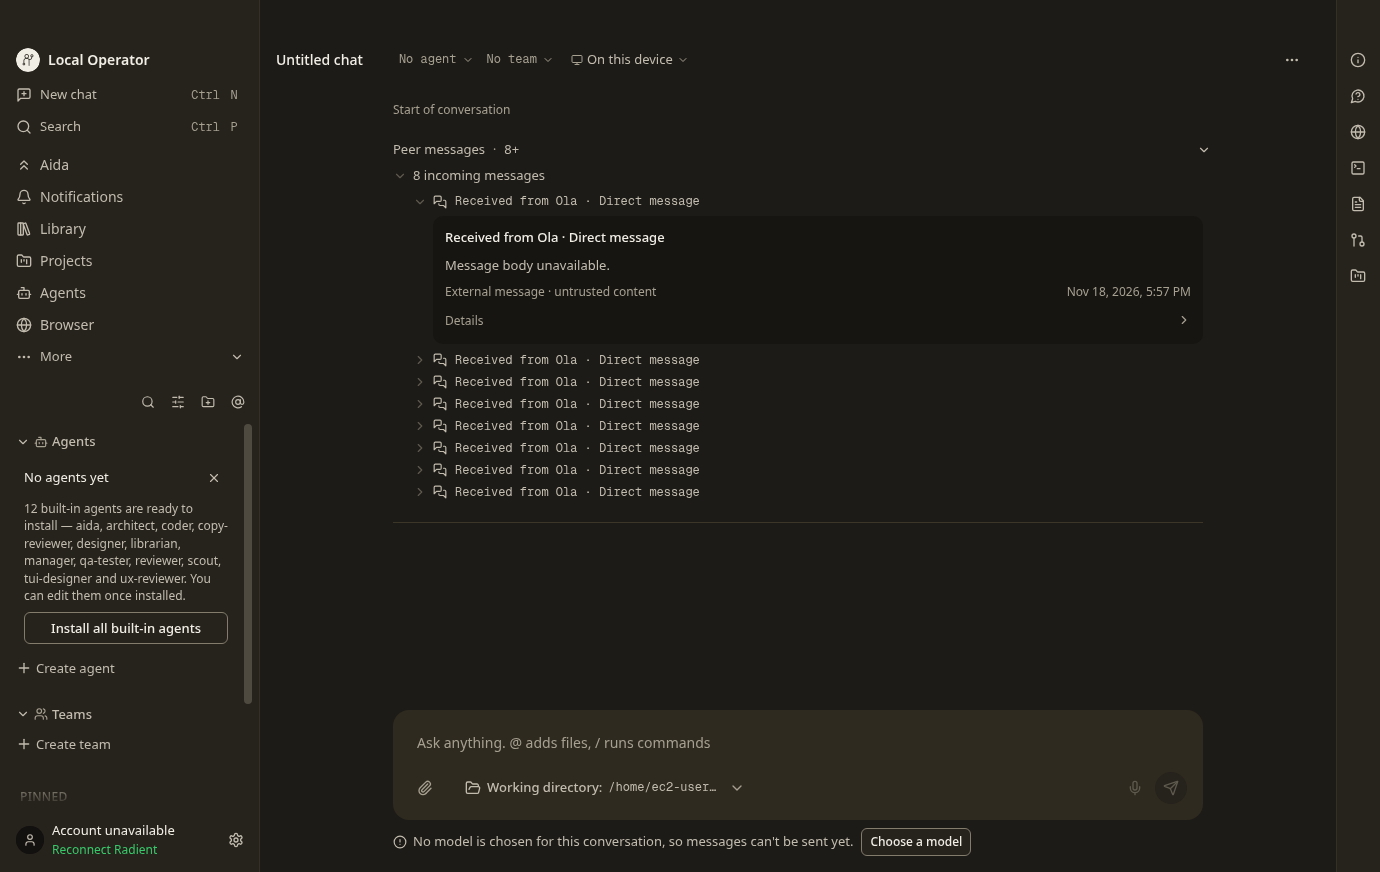 Local Operator
New chat Ctrl N
Search Ctrl P
Aida
Notifications
Library
Projects
Agents
Browser
More
Agents
No agents yet
12 built-in agents are ready to
install — aida, architect, coder, copy-
reviewer, designer, librarian,
manager, qa-tester, reviewer, scout,
tui-designer and ux-reviewer. You
can edit them once installed.
Install all built-in agents
Create agent
Teams
Create team
PINNED
Account unavailable
Reconnect Radient
Untitled chat No agent No team On this device
Start of conversation
Peer messages · 8+
8 incoming messages
Received from Ola · Direct message
Received from Ola · Direct message
Message body unavailable.
External message · untrusted content Nov 18, 2026, 5:57 PM
Details
Received from Ola · Direct message
Received from Ola · Direct message
Received from Ola · Direct message
Received from Ola · Direct message
Received from Ola · Direct message
Received from Ola · Direct message
Received from Ola · Direct message
Ask anything. @ adds files, / runs commands
Working directory: /home/ec2-user…
No model is chosen for this conversation, so messages can't be sent yet. Choose a model